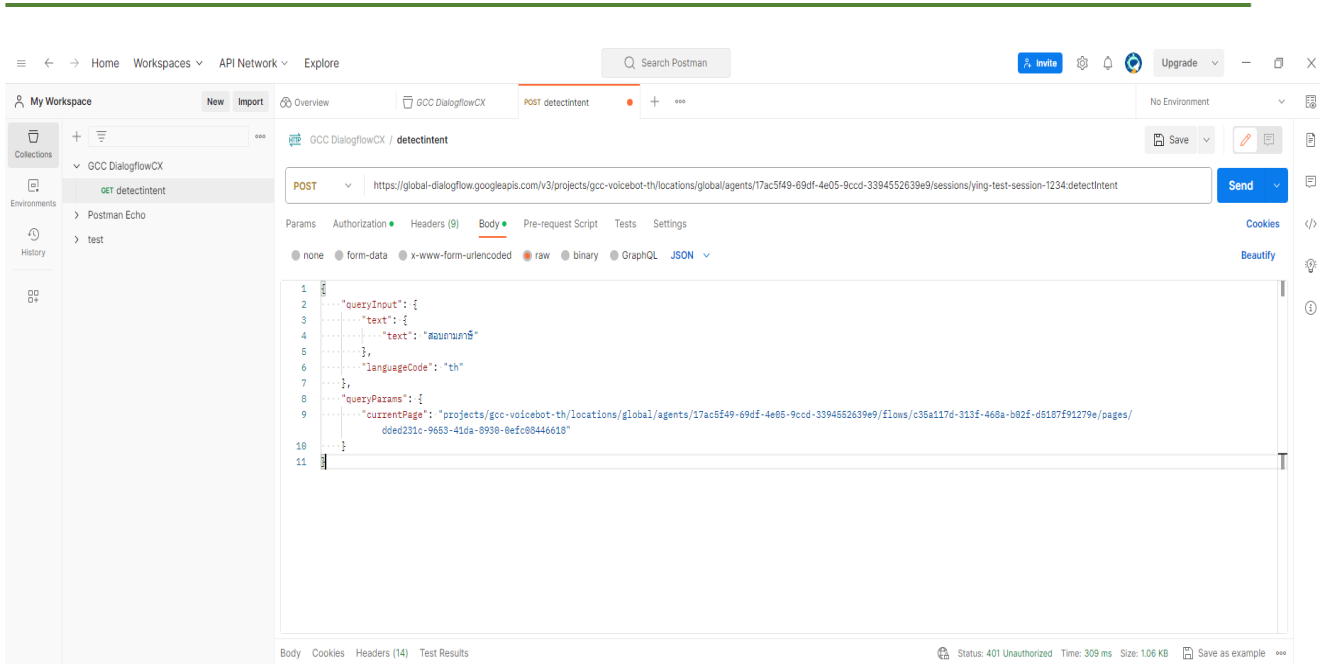 Home Workspaces API Network Explore Search Postman Invite Upgrade
My Workspace New Import Overview GCC DialogflowCX POST detectintent No Environment
Collections
Environments
History
GCC DialogflowCX
GET detectintent
Postman Echo
test
HTTP GCC DialogflowCX / detectintent Save
POST https://global-dialogflow.googleapis.com/v3/projects/gcc-voicebot-th/locations/global/agents/17ac5f49-69df-4e05-9ccd-3394552639e9/sessions/ying-test-session-1234:detectIntent Send
Params Authorization Headers (9) Body Pre-request Script Tests Settings Cookies
none form-data x-www-form-urlencoded raw binary GraphQL JSON Beautify
1 {
2 "queryInput": {
3 "text": {
4 "text": "สอบถามภาษี"
5 },
6 "languageCode": "th"
7 },
8 "queryParams": {
9 "currentPage": "projects/gcc-voicebot-th/locations/global/agents/17ac5f49-69df-4e05-9ccd-3394552639e9/flows/c35a117d-313f-468a-b02f-d5187f91279e/pages/
dded231c-9653-41da-8930-0efc08446618"
10 }
11 }
Body Cookies Headers (14) Test Results Status: 401 Unauthorized Time: 309 ms Size: 1.06 KB Save as example